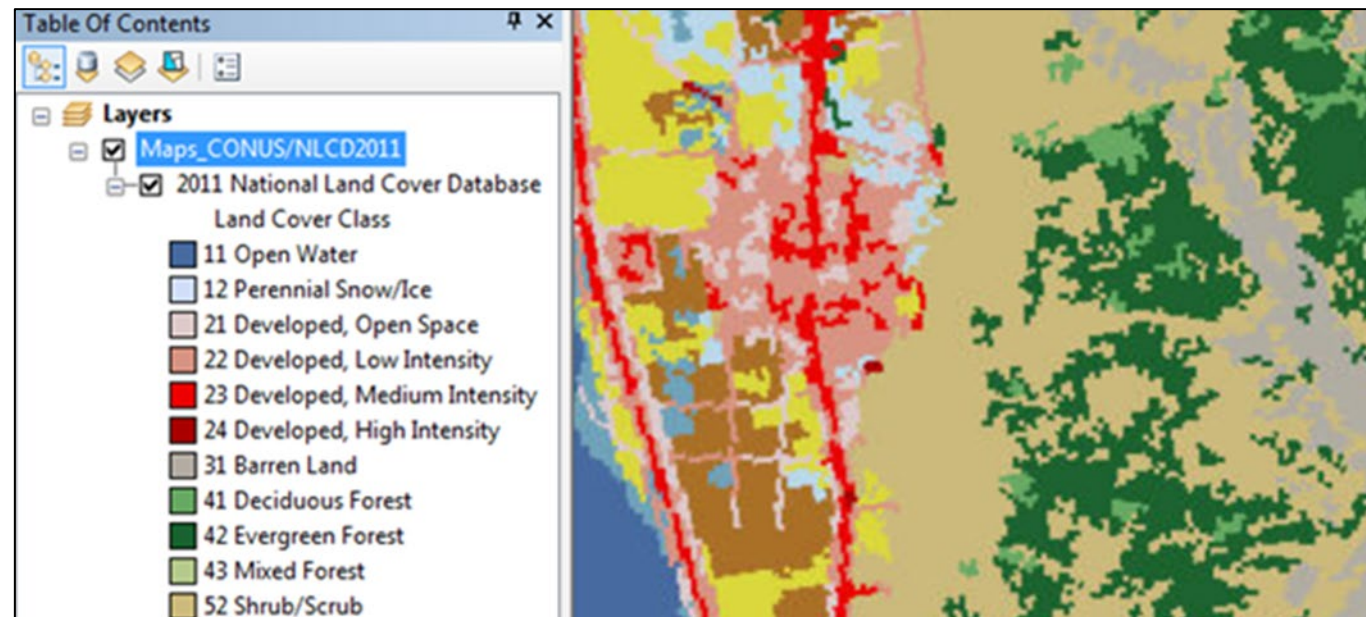 Table Of Contents
Layers
Maps_CONUS/NLCD2011
2011 National Land Cover Database
Land Cover Class
11 Open Water
12 Perennial Snow/Ice
21 Developed, Open Space
22 Developed, Low Intensity
23 Developed, Medium Intensity
24 Developed, High Intensity
31 Barren Land
41 Deciduous Forest
42 Evergreen Forest
43 Mixed Forest
52 Shrub/Scrub